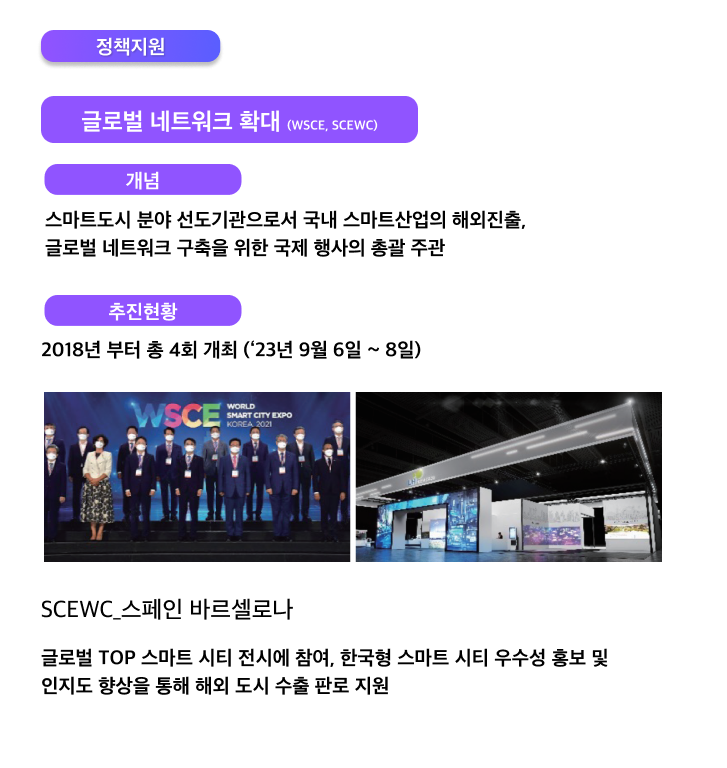 정책지원
글로벌 네트워크 확대 (WSCE, SCEWC)
개념
스마트도시 분야 선도기관으로서 국내 스마트산업의 해외진출,
글로벌 네트워크 구축을 위한 국제 행사의 총괄 주관
추진현황
2018년 부터 총 4회 개최 (‘23년 9월 6일 ~ 8일)
WSCE WORLD
SMART CITY EXPO
KOREA 2021
SCEWC_스페인 바르셀로나
글로벌 TOP 스마트 시티 전시에 참여, 한국형 스마트 시티 우수성 홍보 및
인지도 향상을 통해 해외 도시 수출 판로 지원